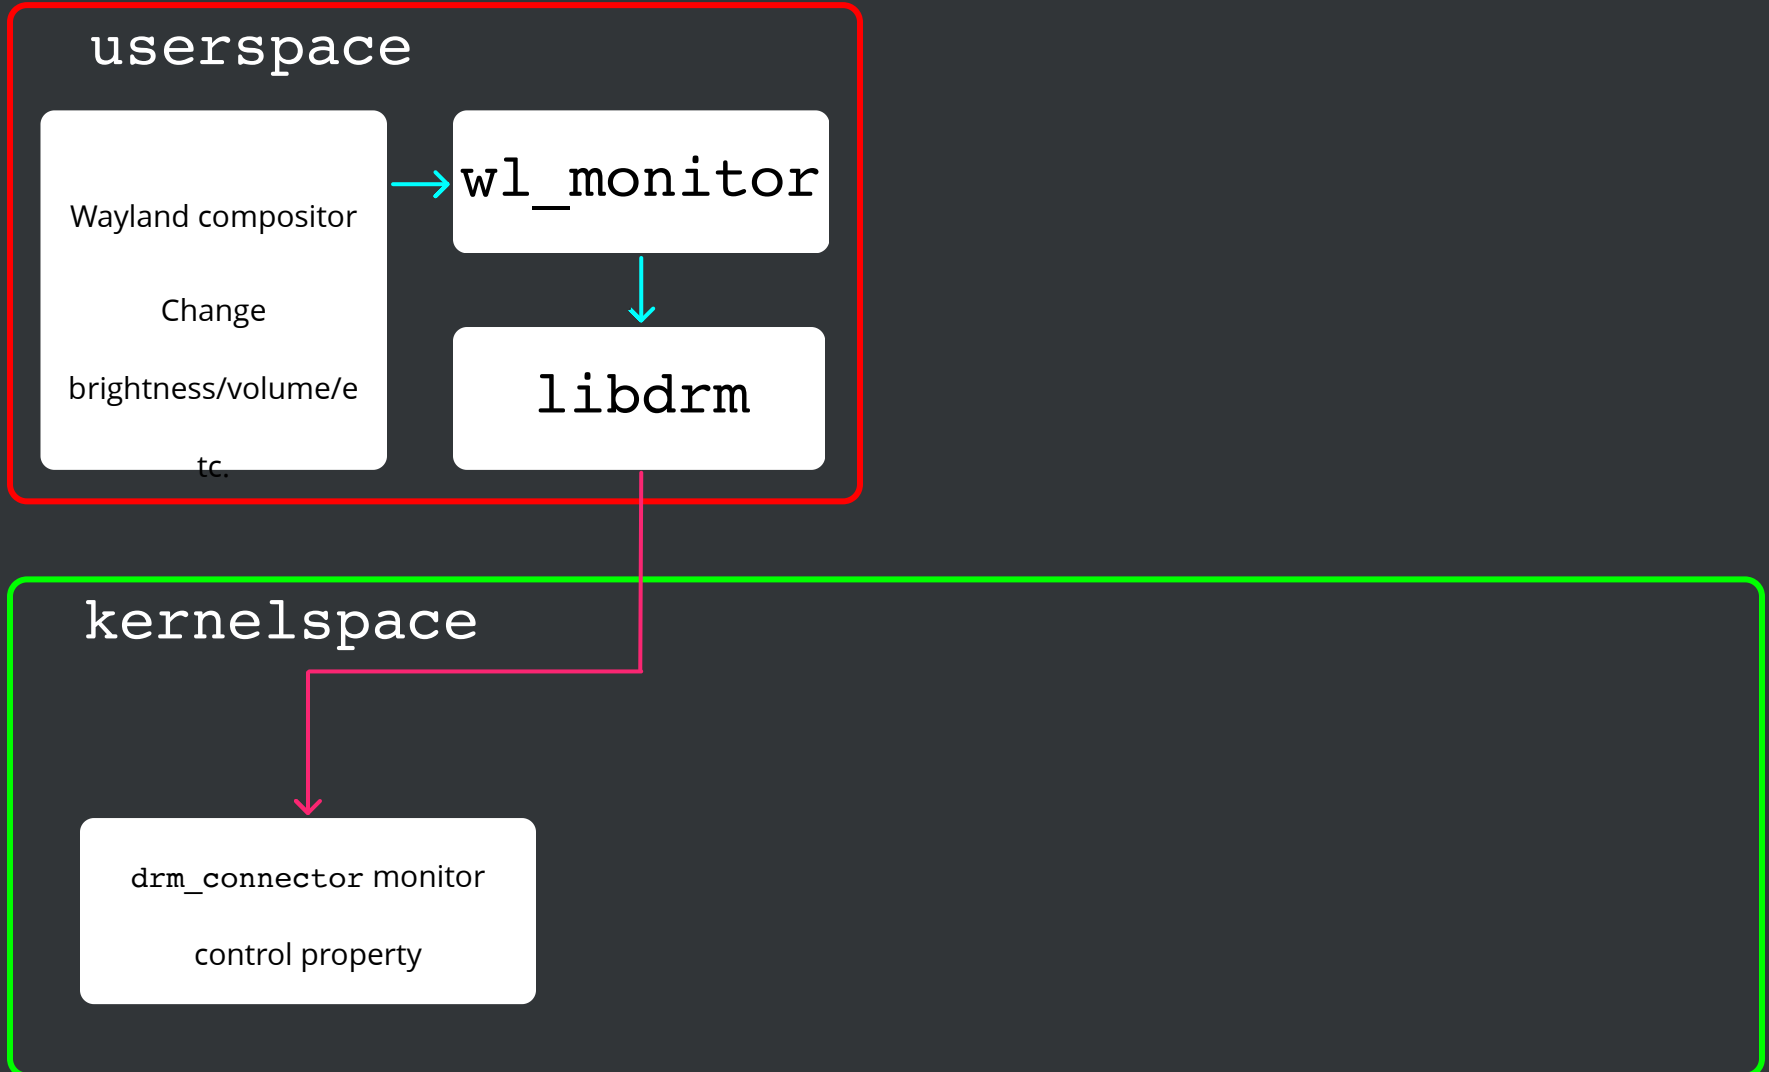 userspace
Wayland compositor
Change
brightness/volume/e
tc.
wl_monitor
libdrm
kernelspace
drm_connector monitor
control property